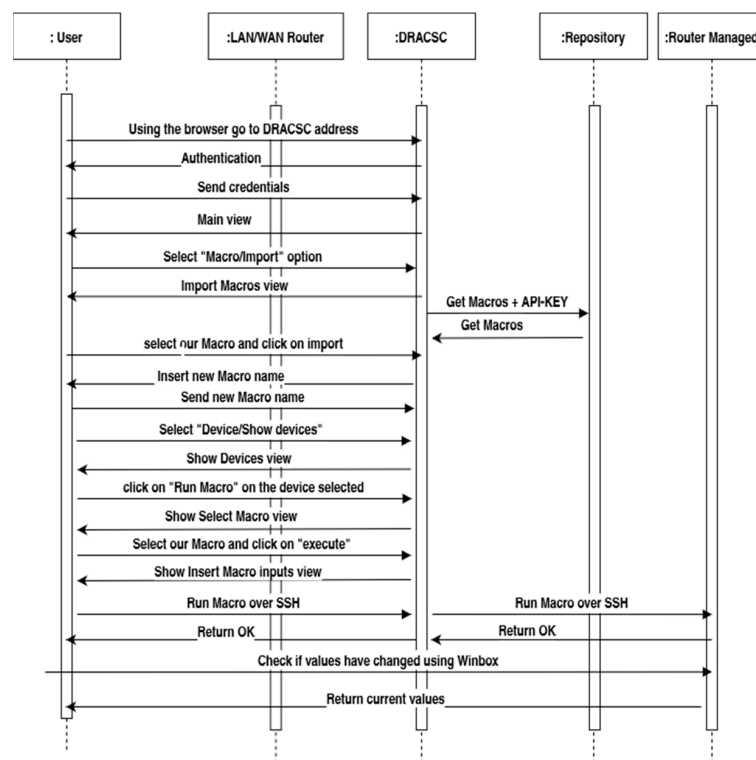 : User
:LAN/WAN Router
:DRACSC
:Repository
:Router Managed
Using the browser go to DRACSC address
Authentication
Send credentials
Main view
Select "Macro/Import" option
Import Macros view
Get Macros + API-KEY
Get Macros
select our Macro and click on import
Insert new Macro name
Send new Macro name
Select "Device/Show devices"
Show Devices view
click on "Run Macro" on the device selected
Show Select Macro view
Select our Macro and click on "execute"
Show Insert Macro inputs view
Run Macro over SSH
Run Macro over SSH
Return OK
Return OK
Check if values have changed using Winbox
Return current values